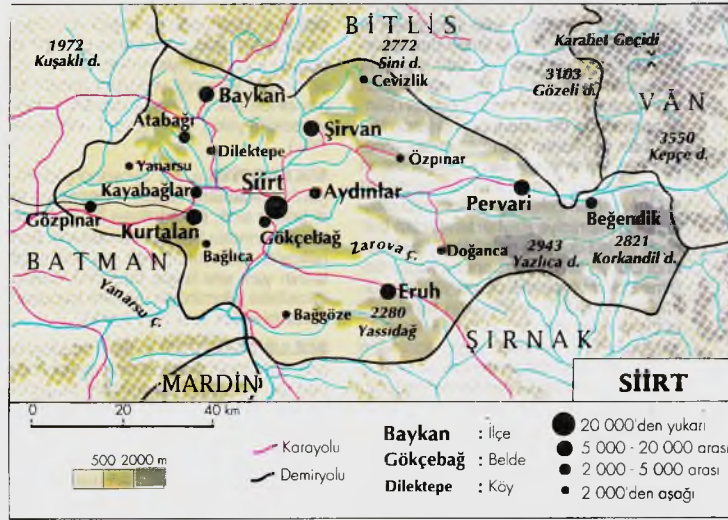 BİTLİS
1972
Kuşaklı d.
2772
Sini d.
Cevizlik
Karabet Geçidi
3103
Gözeli d.
VAN
3550
Kepçe d.
Baykan
Atabağı
Şirvan
Dilektepe
Yanarsu
Özpınar
Kayabağlar
Siirt
Aydınlar
Pervari
Gözpınar
Kurtalan
Gökçebağ
Beğendik
Bağlıca
Zarova ç.
Doğanca
2943
Yazlıca d.
2821
Korkandil d.
BATMAN
Yanarsu
ç.
Eruh
Bağgöze
2280
Yassıdağ
ŞIRNAK
MARDİN
SİİRT
0 20 40 km
500 2000 m
Karayolu
Demiryolu
Baykan : İlçe
Gökçebağ : Belde
Dilektepe : Köy
20 000'den yukarı
5 000 - 20 000 arası
2 000 - 5 000 arası
2 000'den aşağı